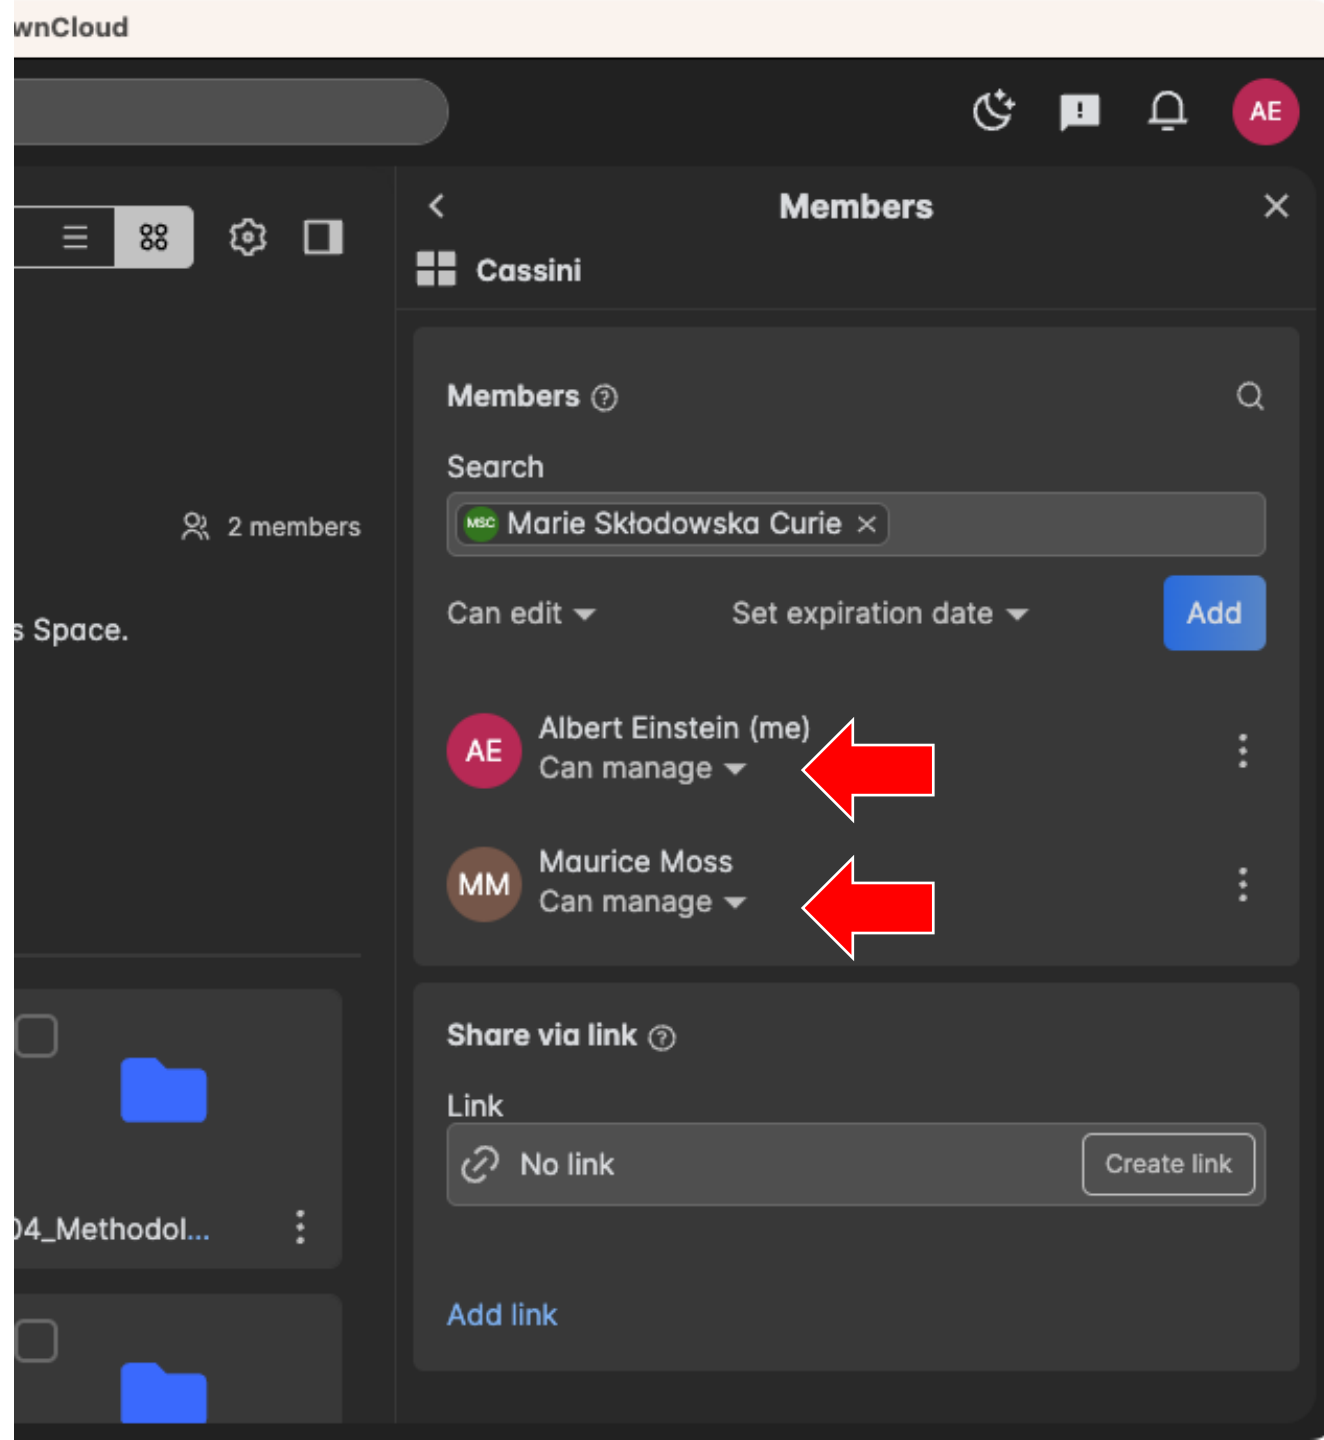 wnCloud
AE
Members
Cassini
Members
Search
MSC Marie Skłodowska Curie
2 members
Can edit
Set expiration date
Add
s Space.
AE
Albert Einstein (me)
Can manage
MM
Maurice Moss
Can manage
Share via link
Link
No link
Create link
04_Methodol...
Add link